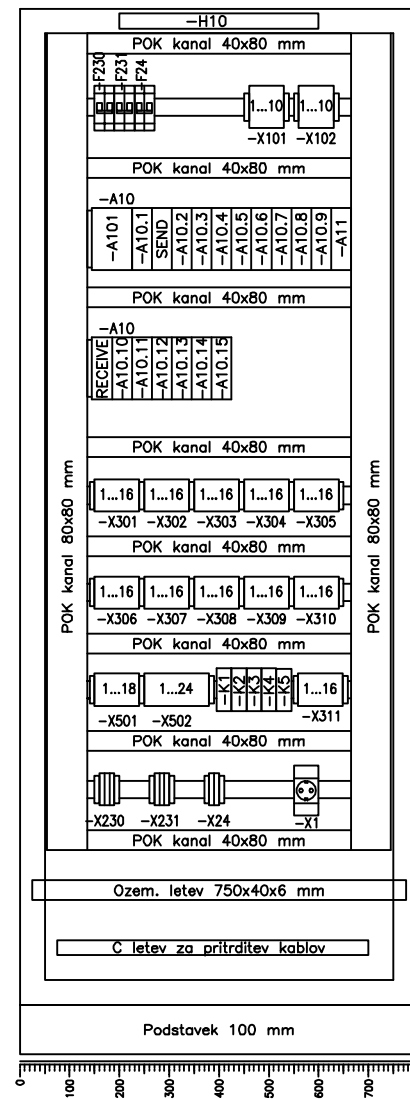 -H10
POK kanal 40x80 mm
-F230
-F231
-F24
1...10
1...10
-X101
-X102
POK kanal 40x80 mm
-A10
-A101
-A10.1
SEND
-A10.2
-A10.3
-A10.4
-A10.5
-A10.6
-A10.7
-A10.8
-A10.9
-A11
POK kanal 40x80 mm
-A10
RECEIVE
-A10.10
-A10.11
-A10.12
-A10.13
-A10.14
-A10.15
POK kanal 40x80 mm
POK kanal 80x80 mm
POK kanal 80x80 mm
1...16
1...16
1...16
1...16
1...16
-X301
-X302
-X303
-X304
-X305
POK kanal 40x80 mm
1...16
1...16
1...16
1...16
1...16
-X306
-X307
-X308
-X309
-X310
POK kanal 40x80 mm
1...18
1...24
-K1
-K2
-K3
-K4
-K5
1...16
-X501
-X502
-X311
POK kanal 40x80 mm
-X230
-X231
-X24
-X1
POK kanal 40x80 mm
Ozem. letev 750x40x6 mm
C letev za pritrditev kablov
Podstavek 100 mm
0
100
200
300
400
500
600
700